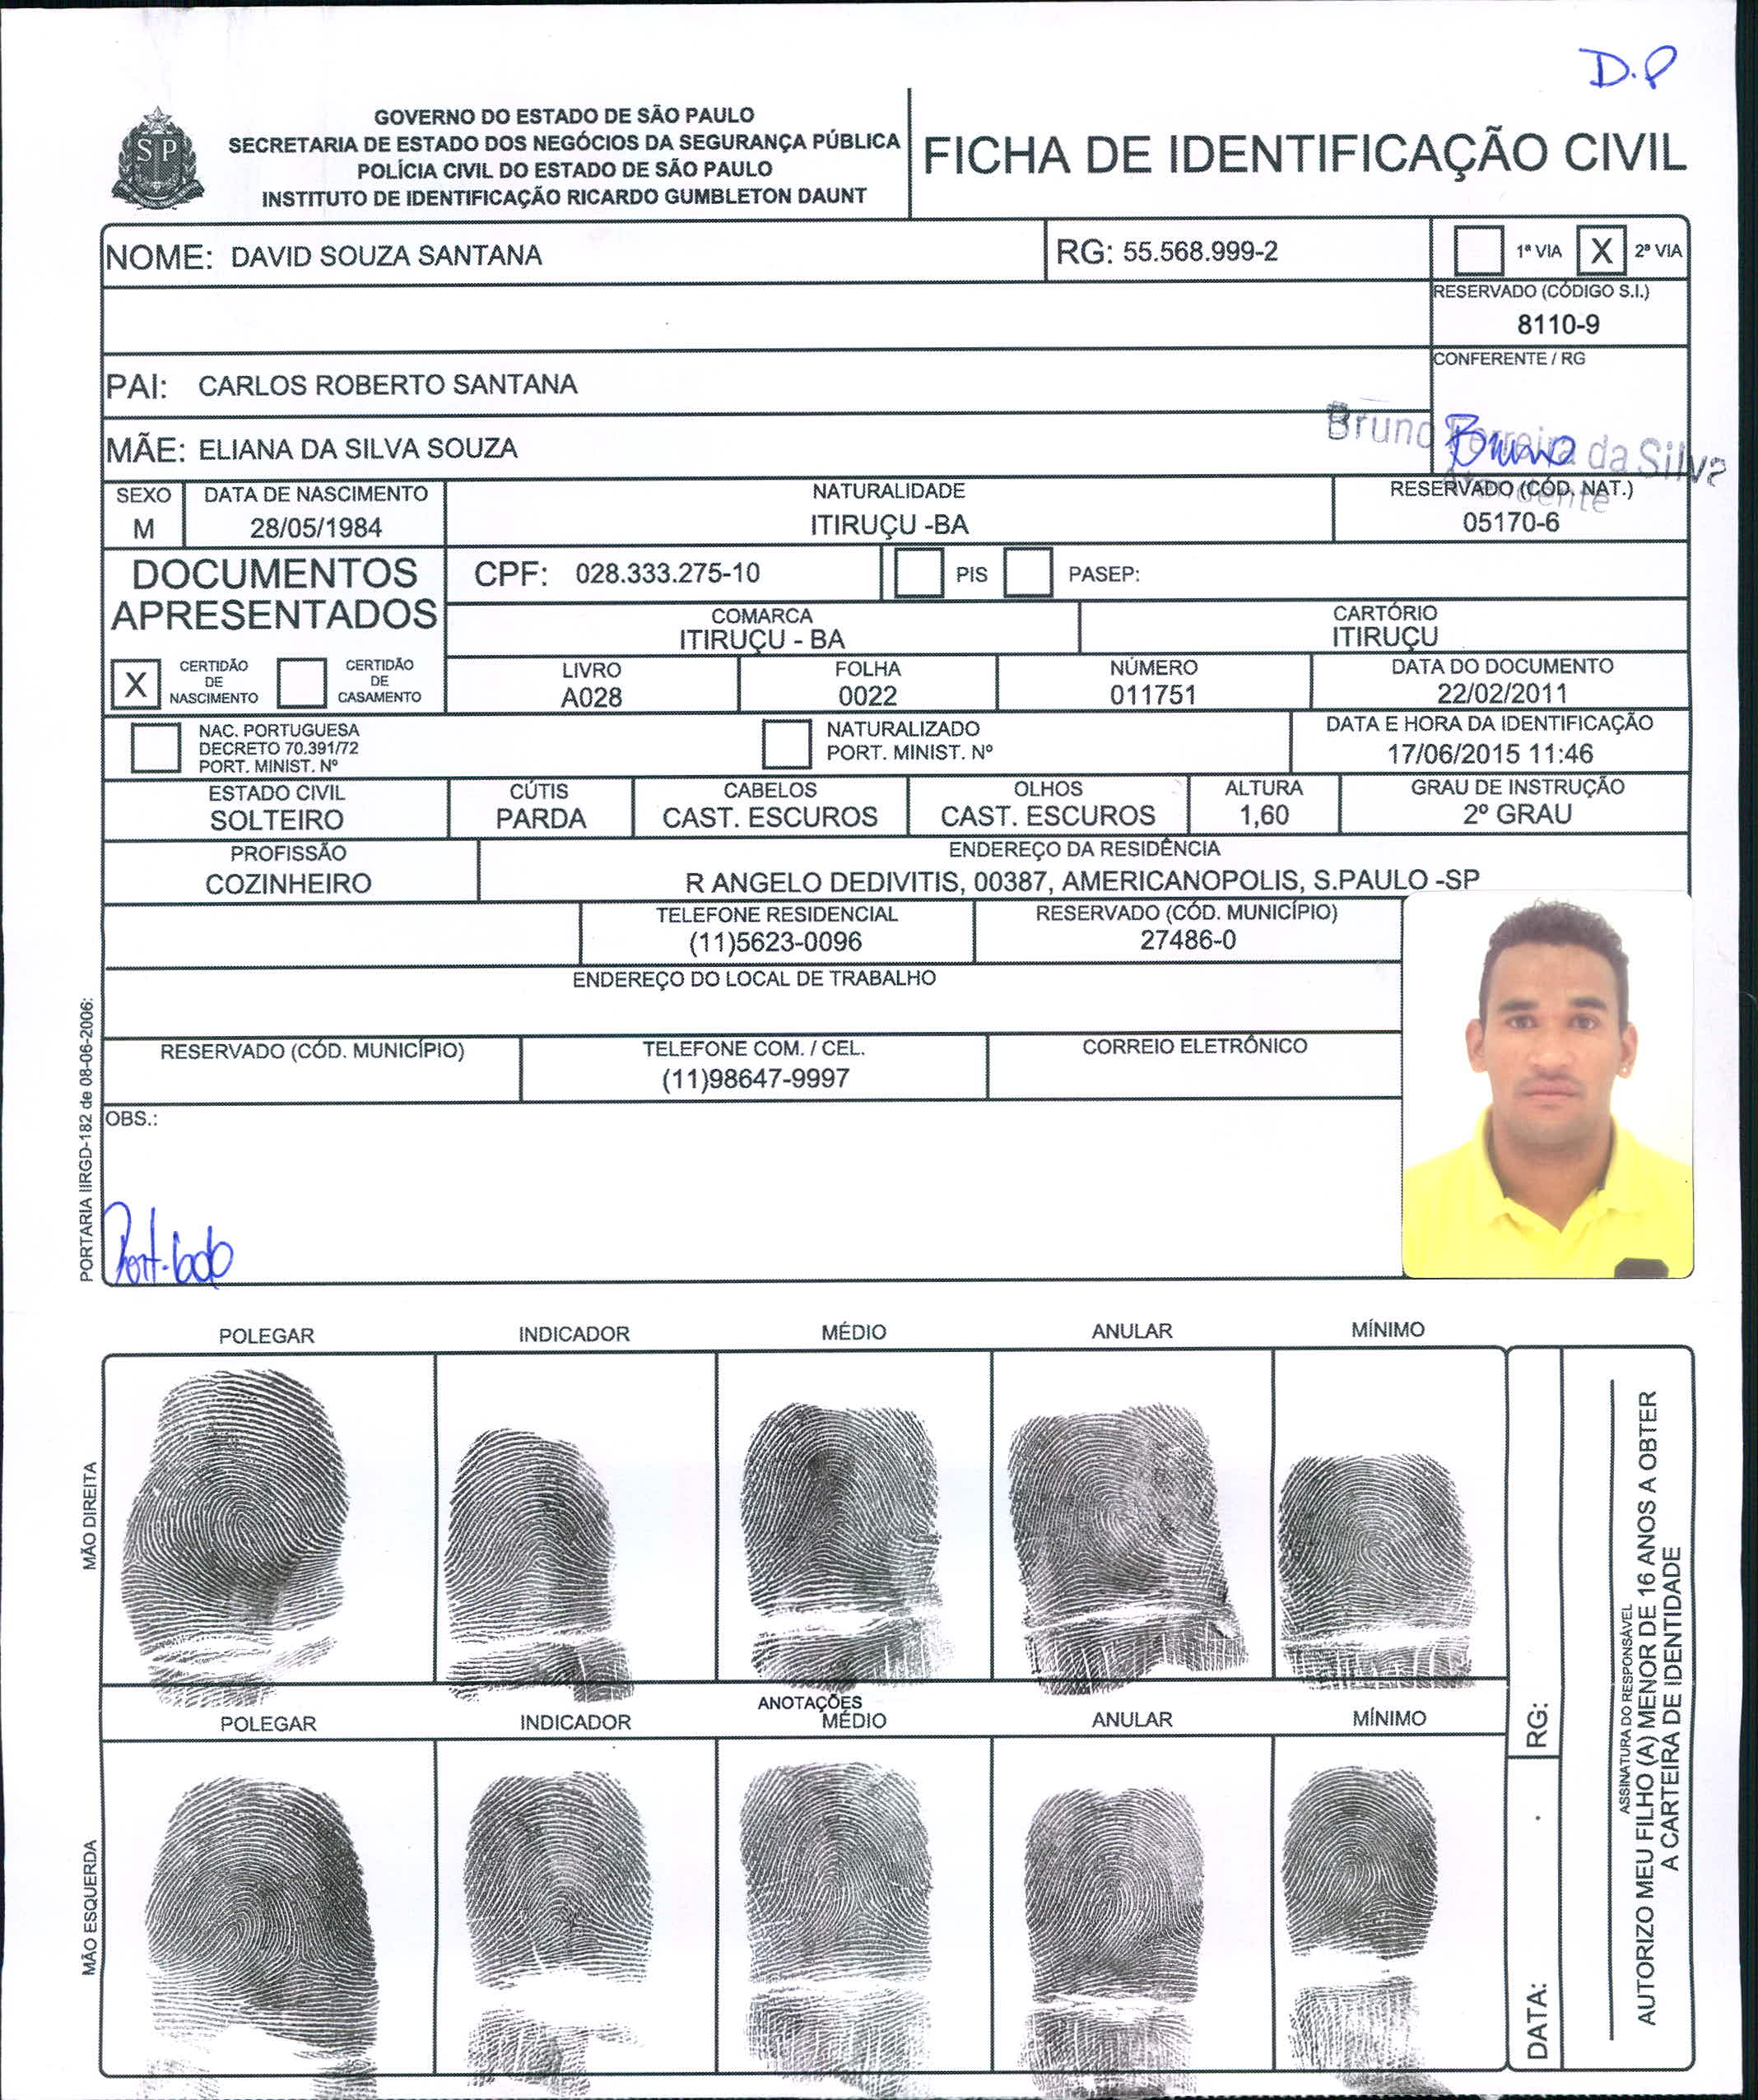 D.P
GOVERNO DO ESTADO DE SÃO PAULO
SECRETARIA DE ESTADO DOS NEGÓCIOS DA SEGURANÇA PÚBLICA
POLÍCIA CIVIL DO ESTADO DE SÃO PAULO
INSTITUTO DE IDENTIFICAÇÃO RICARDO GUMBLETON DAUNT
SP
FICHA DE IDENTIFICAÇÃO CIVIL
NOME: DAVID SOUZA SANTANA
RG: 55.568.999-2
1ª VIA X 2ª VIA
RESERVADO (CÓDIGO S.I.)
8110-9
PAI: CARLOS ROBERTO SANTANA
CONFERENTE / RG
Bruno Ferreira da Silva
Bruno
Atendente
MÃE: ELIANA DA SILVA SOUZA
SEXO
M
DATA DE NASCIMENTO
28/05/1984
NATURALIDADE
ITIRUÇU -BA
RESERVADO (CÓD. NAT.)
05170-6
DOCUMENTOS
APRESENTADOS
CPF: 028.333.275-10
PIS
PASEP:
COMARCA
ITIRUÇU - BA
CARTÓRIO
ITIRUÇU
X
CERTIDÃO
DE
NASCIMENTO
CERTIDÃO
DE
CASAMENTO
LIVRO
A028
FOLHA
0022
NÚMERO
011751
DATA DO DOCUMENTO
22/02/2011
NAC. PORTUGUESA
DECRETO 70.391/72
PORT. MINIST. Nº
NATURALIZADO
PORT. MINIST. Nº
DATA E HORA DA IDENTIFICAÇÃO
17/06/2015 11:46
ESTADO CIVIL
SOLTEIRO
CÚTIS
PARDA
CABELOS
CAST. ESCUROS
OLHOS
CAST. ESCUROS
ALTURA
1,60
GRAU DE INSTRUÇÃO
2º GRAU
PROFISSÃO
COZINHEIRO
ENDEREÇO DA RESIDÊNCIA
R ANGELO DEDIVITIS, 00387, AMERICANOPOLIS, S.PAULO -SP
TELEFONE RESIDENCIAL
(11)5623-0096
RESERVADO (CÓD. MUNICÍPIO)
27486-0
ENDEREÇO DO LOCAL DE TRABALHO
RESERVADO (CÓD. MUNICÍPIO)
TELEFONE COM. / CEL.
(11)98647-9997
CORREIO ELETRÔNICO
OBS.:
PORTARIA IIRGD-182 de 08-06-2006:
POLEGAR INDICADOR MÉDIO ANULAR MÍNIMO
MÃO DIREITA
ANOTAÇÕES
POLEGAR INDICADOR MÉDIO ANULAR MÍNIMO
MÃO ESQUERDA
RG:
DATA:
ASSINATURA DO RESPONSÁVEL
AUTORIZO MEU FILHO (A) MENOR DE 16 ANOS A OBTER
A CARTEIRA DE IDENTIDADE